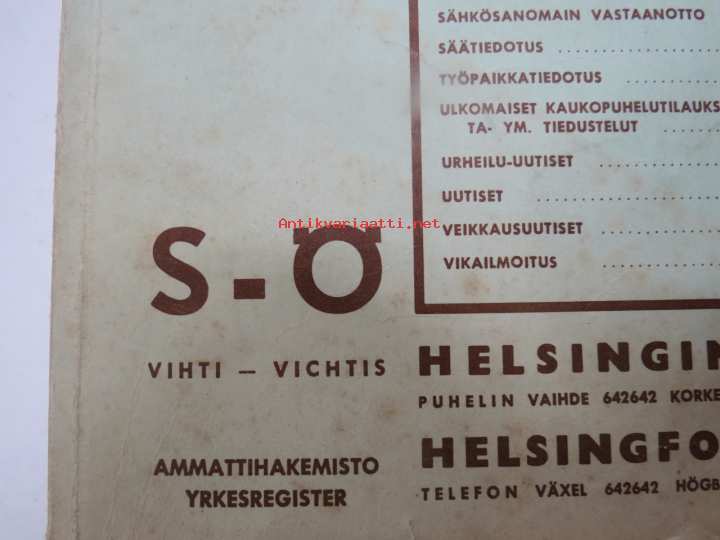 SÄHKÖSANOMAIN VASTAANOTTO
SÄÄTIEDOTUS
TYÖPAIKKATIEDOTUS
ULKOMAISET KAUKOPUHELUTILAUKS
TA- YM. TIEDUSTELUT
URHEILU-UUTISET
UUTISET
VEIKKAUSUUTISET
VIKAILMOITUS
Antikvariaatti.net
S-Ö
VIHTI — VICHTIS
HELSINGIN
PUHELIN VAIHDE 642642 KORKE
AMMATTIHAKEMISTO
YRKESREGISTER
HELSINGFO
TELEFON VÄXEL 642642 HÖGB